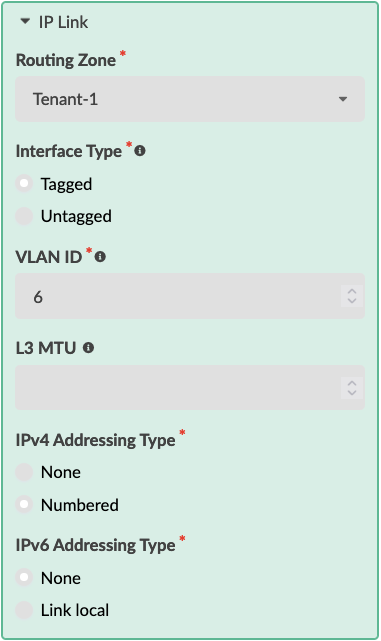 IP Link
Routing Zone *
Tenant-1
Interface Type *
Tagged
Untagged
VLAN ID *
6
L3 MTU
IPv4 Addressing Type *
None
Numbered
IPv6 Addressing Type *
None
Link local